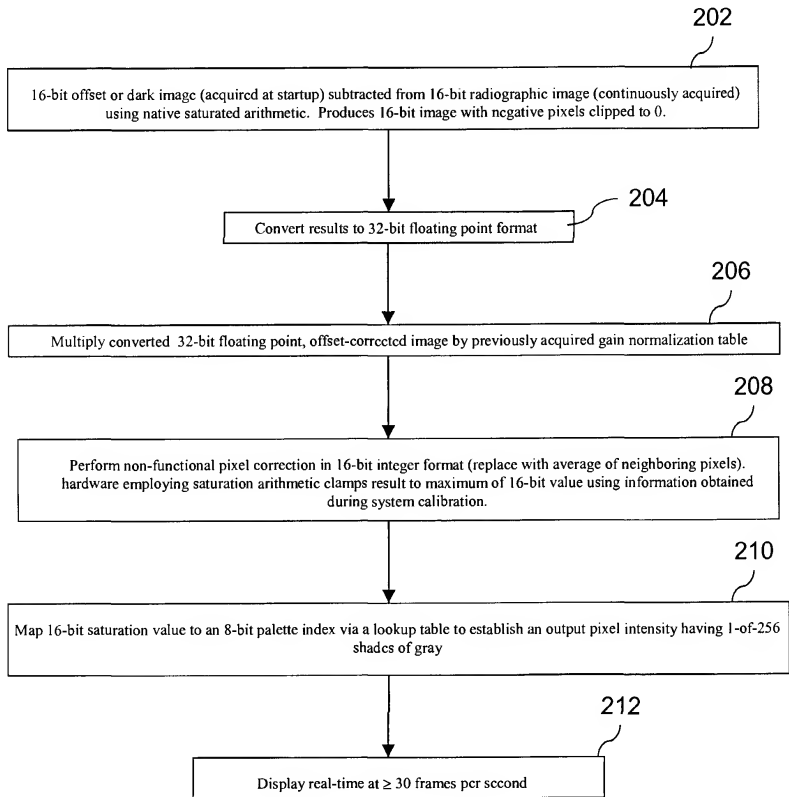 202
16-bit offset or dark image (acquired at startup) subtracted from 16-bit radiographic image (continuously acquired)
using native saturated arithmetic. Produces 16-bit image with negative pixels clipped to 0.
204
Convert results to 32-bit floating point format
206
Multiply converted 32-bit floating point, offset-corrected image by previously acquired gain normalization table
208
Perform non-functional pixel correction in 16-bit integer format (replace with average of neighboring pixels).
hardware employing saturation arithmetic clamps result to maximum of 16-bit value using information obtained
during system calibration.
210
Map 16-bit saturation value to an 8-bit palette index via a lookup table to establish an output pixel intensity having 1-of-256
shades of gray
212
Display real-time at ≥ 30 frames per second